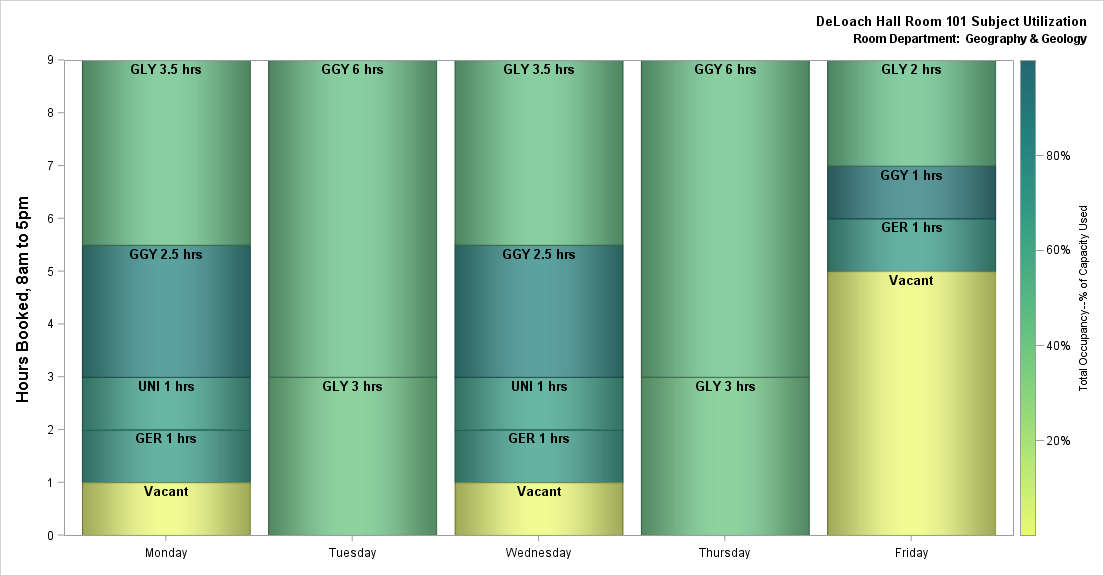 DeLoach Hall Room 101 Subject Utilization
Room Department: Geography & Geology
Hours Booked, 8am to 5pm
9
8
7
6
5
4
3
2
1
0
GLY 3.5 hrs
GGY 2.5 hrs
UNI 1 hrs
GER 1 hrs
Vacant
GGY 6 hrs
GLY 3 hrs
GLY 3.5 hrs
GGY 2.5 hrs
UNI 1 hrs
GER 1 hrs
Vacant
GGY 6 hrs
GLY 3 hrs
GLY 2 hrs
GGY 1 hrs
GER 1 hrs
Vacant
Monday
Tuesday
Wednesday
Thursday
Friday
80%
60%
40%
20%
Total Occupancy--% of Capacity Used